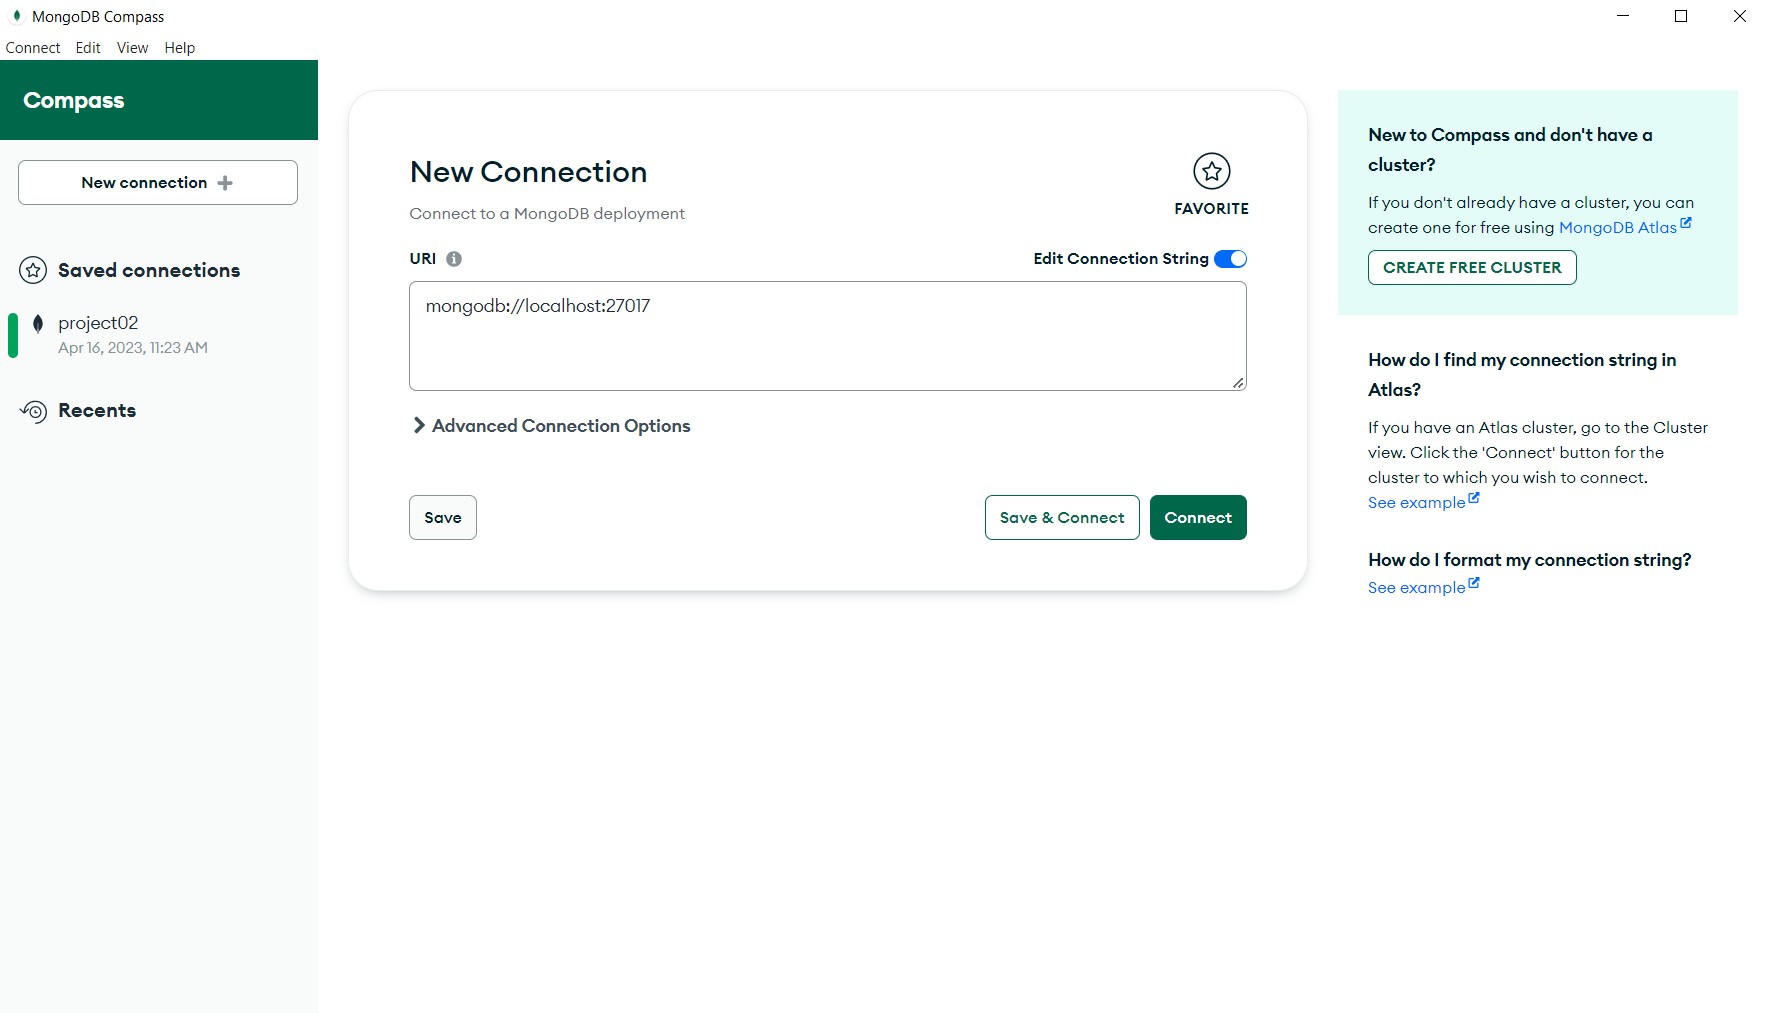 MongoDB Compass
Connect Edit View Help
Compass
New connection
Saved connections
project02
Apr 16, 2023, 11:23 AM
Recents
New Connection
Connect to a MongoDB deployment
FAVORITE
URI
Edit Connection String
mongodb://localhost:27017
Advanced Connection Options
Save
Save & Connect
Connect
New to Compass and don't have a
cluster?
If you don't already have a cluster, you can
create one for free using MongoDB Atlas
CREATE FREE CLUSTER
How do I find my connection string in
Atlas?
If you have an Atlas cluster, go to the Cluster
view. Click the 'Connect' button for the
cluster to which you wish to connect.
See example
How do I format my connection string?
See example